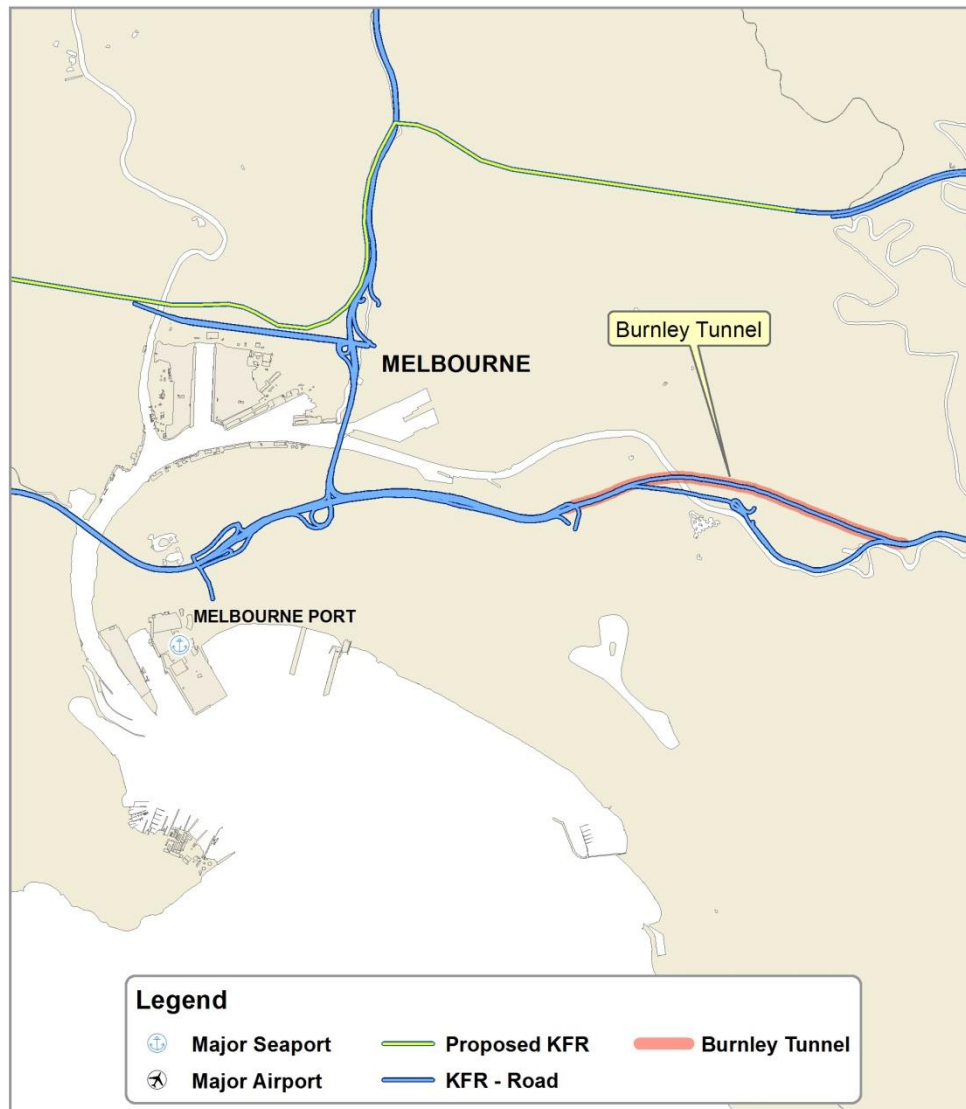 Burnley Tunnel
MELBOURNE
MELBOURNE PORT
Legend
Major Seaport
Proposed KFR
Burnley Tunnel
Major Airport
KFR - Road